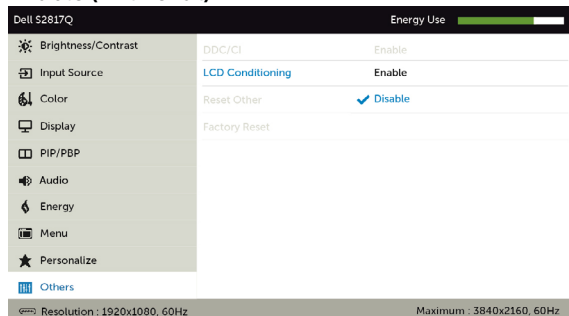 Dell S2817Q Energy Use
Brightness/Contrast DDC/CI Enable
Input Source LCD Conditioning Enable
Color Reset Other Disable
Display Factory Reset
PIP/PBP
Audio
Energy
Menu
Personalize
Others
Resolution : 1920x1080, 60Hz Maximum : 3840x2160, 60Hz